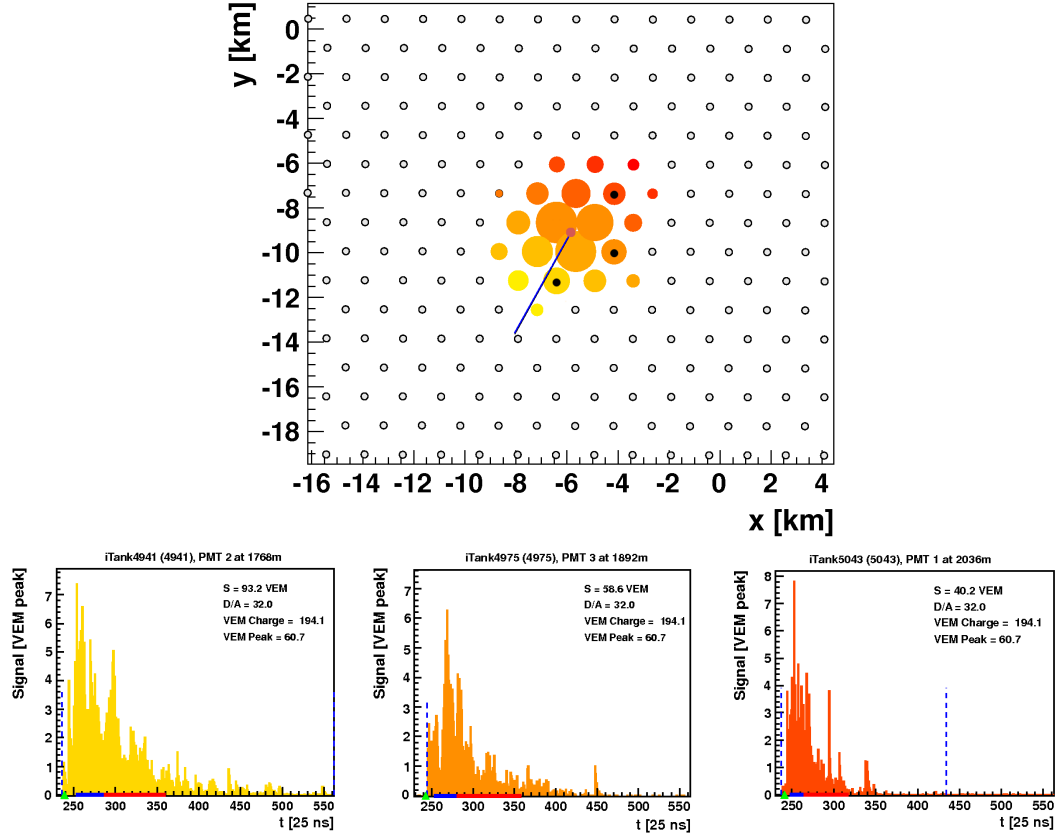 y [km]
0
-2
-4
-6
-8
-10
-12
-14
-16
-18
-16 -14 -12 -10 -8 -6 -4 -2 0 2 4
x [km]
iTank4941 (4941), PMT 2 at 1768m
Signal [VEM peak]
S = 93.2 VEM
D/A = 32.0
VEM Charge = 194.1
VEM Peak = 60.7
7
6
5
4
3
2
1
0
250 300 350 400 450 500 550
t [25 ns]
iTank4975 (4975), PMT 3 at 1892m
Signal [VEM peak]
S = 58.6 VEM
D/A = 32.0
VEM Charge = 194.1
VEM Peak = 60.7
7
6
5
4
3
2
1
0
250 300 350 400 450 500 550
t [25 ns]
iTank5043 (5043), PMT 1 at 2036m
Signal [VEM peak]
S = 40.2 VEM
D/A = 32.0
VEM Charge = 194.1
VEM Peak = 60.7
8
7
6
5
4
3
2
1
0
250 300 350 400 450 500 550
t [25 ns]